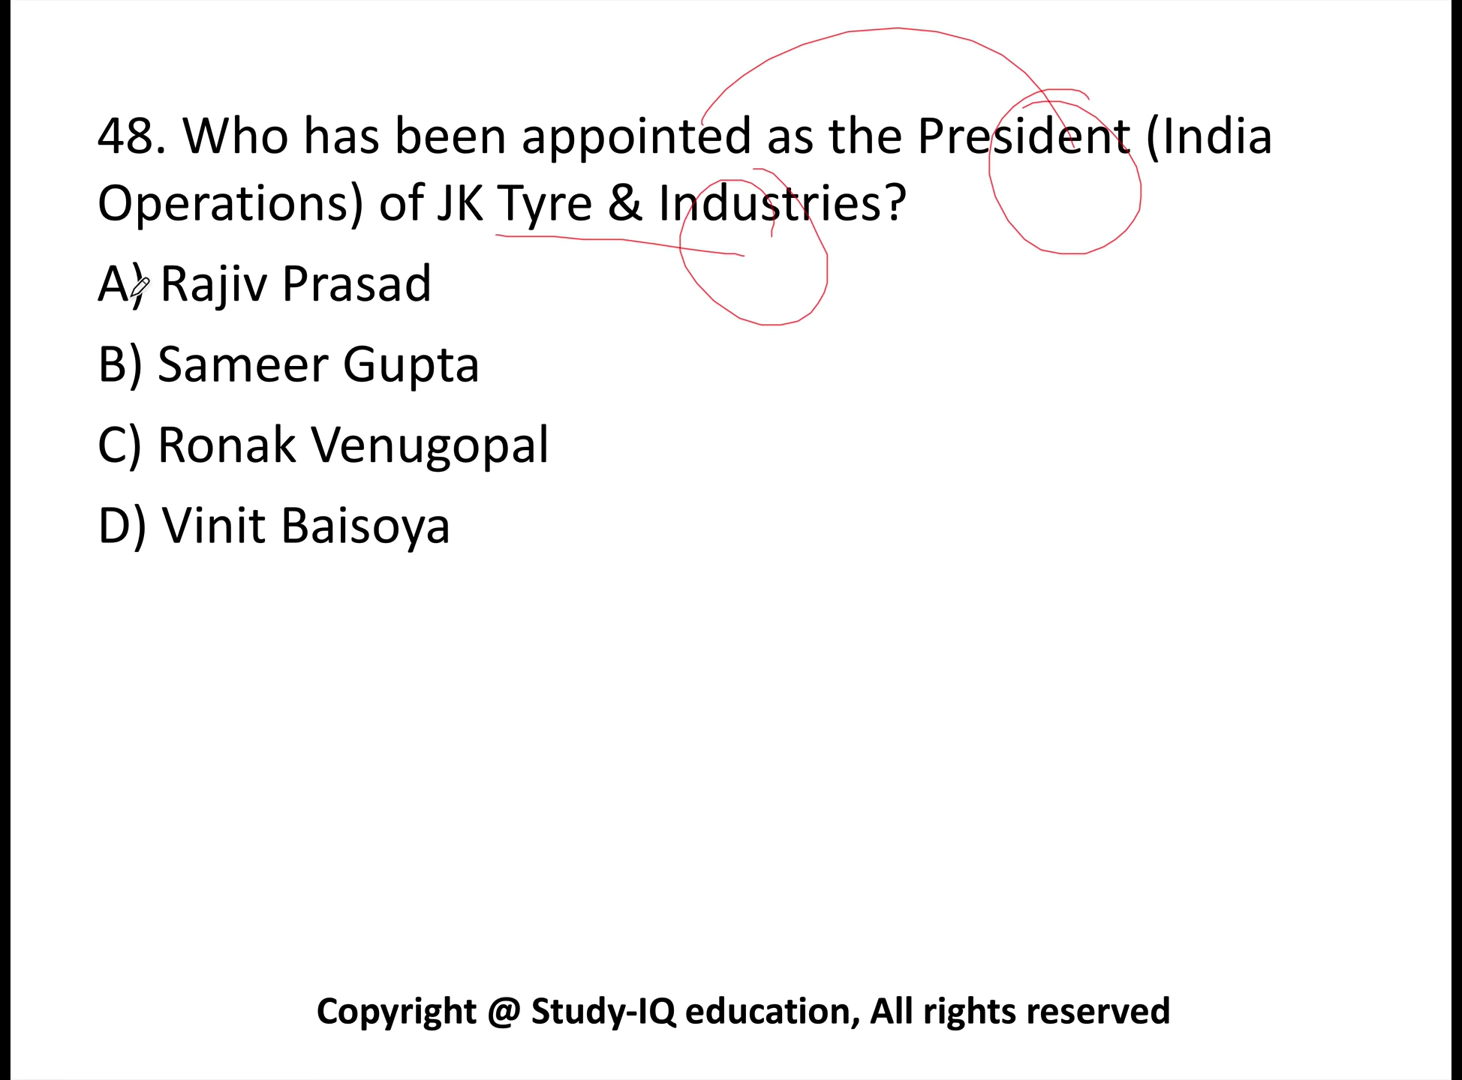 48. Who has been appointed as the President (India
Operations) of JK Tyre & Industries?
A) Rajiv Prasad
B) Sameer Gupta
C) Ronak Venugopal
D) Vinit Baisoya
Copyright @ Study-IQ education, All rights reserved